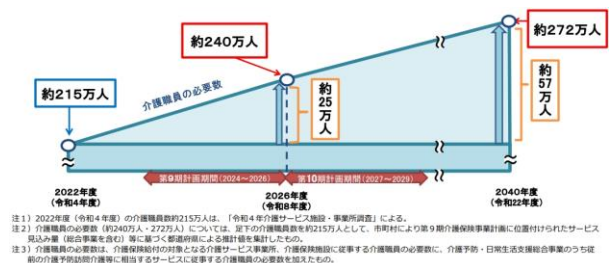 約272万人
約240万人
約215万人
介護職員の必要数
約25万人
約57万人
第9期計画期間(2024~2026)
第10期計画期間(2027~2029)
2022年度
(令和4年度)
2026年度
(令和8年度)
2040年度
(令和22年度)
注1)2022年度(令和4年度)の介護職員数約215万人は、「令和4年介護サービス施設・事業所調査」による。
注2)介護職員の必要数(約240万人・272万人)については、足下の介護職員数を約215万人として、市町村により第9期介護保険事業計画に位置付けられたサービス
見込み量(総合事業を含む)等に基づく都道府県による推計値を集計したもの。
注3)介護職員の必要数は、介護保険給付の対象となる介護サービス事業所、介護保険施設に従事する介護職員の必要数に、介護予防・日常生活支援総合事業のうち従
前の介護予防訪問介護等に相当するサービスに従事する介護職員の必要数を加えたもの。